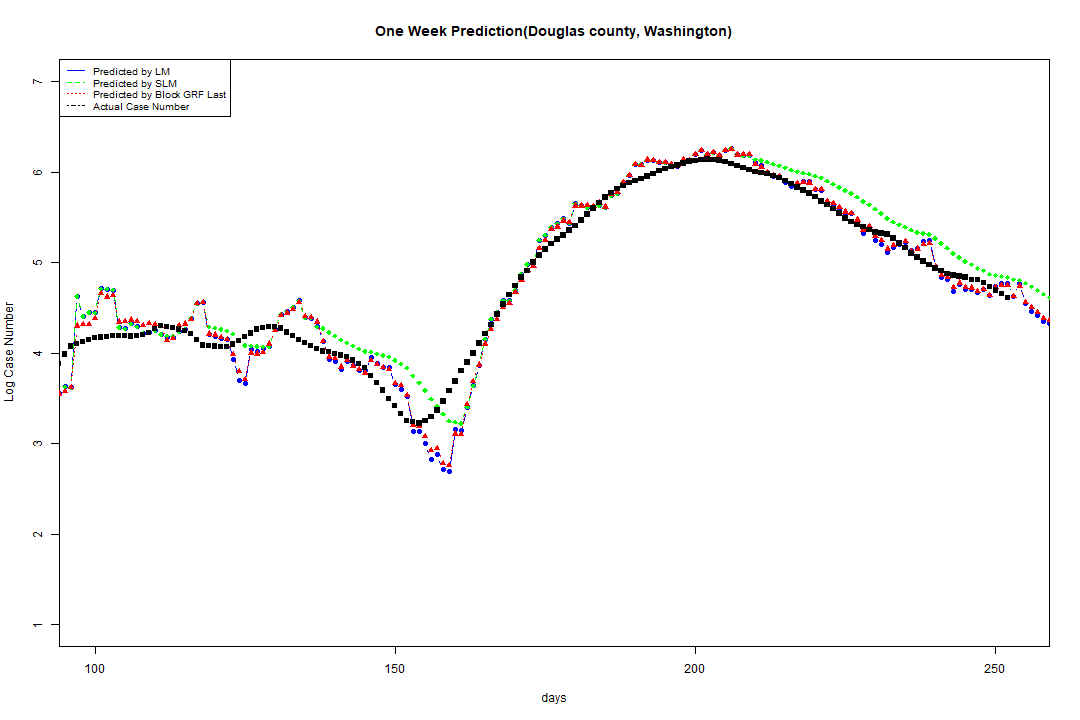 One Week Prediction(Douglas county, Washington)
Predicted by LM
Predicted by SLM
Predicted by Block GRF Last
Actual Case Number
7
6
5
4
3
2
1
Log Case Number
100 150 200 250
days